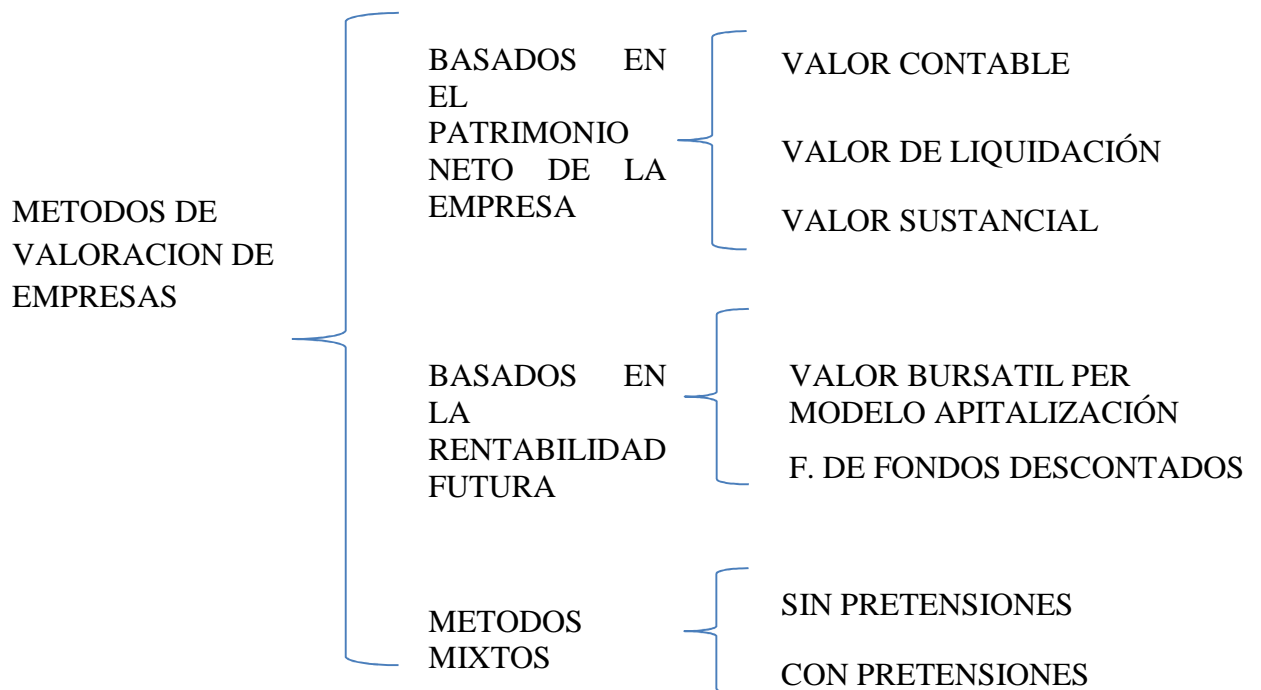 METODOS DE
VALORACION DE
EMPRESAS
BASADOS EN
EL
PATRIMONIO
NETO DE LA
EMPRESA
VALOR CONTABLE
VALOR DE LIQUIDACIÓN
VALOR SUSTANCIAL
BASADOS EN
LA
RENTABILIDAD
FUTURA
VALOR BURSATIL PER
MODELO APITALIZACIÓN
F. DE FONDOS DESCONTADOS
METODOS
MIXTOS
SIN PRETENSIONES
CON PRETENSIONES